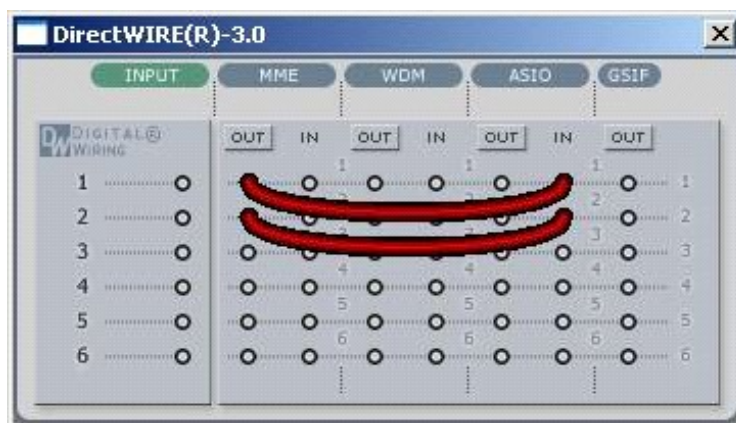 DirectWIRE(R)-3.0
INPUT MME WDM ASIO GSIF
DIGITAL®
WIRING
OUT IN OUT IN OUT IN OUT
1 1 1 1 1
2 2 2
3 3 3
4 4 4 4 4
5 5 5 5 5
6 6 6 6 6